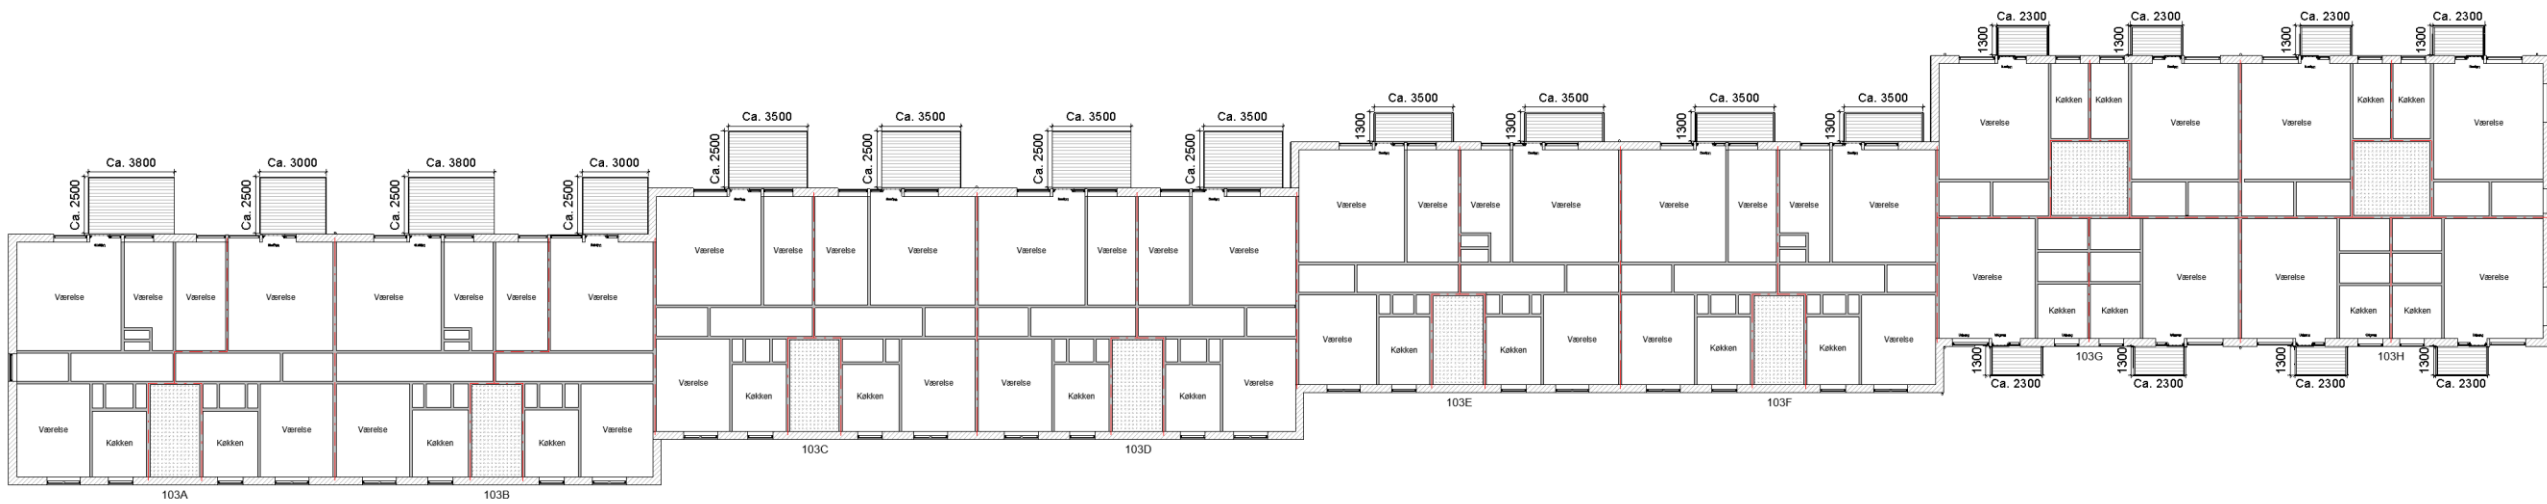 Ca. 3800
Ca. 2500
Ca. 3000
Ca. 2500
Ca. 3800
Ca. 2500
Ca. 3000
Ca. 2500
Værelse
Værelse
Værelse
Værelse
Værelse
Værelse
Værelse
Værelse
Værelse
Køkken
Køkken
Værelse
Værelse
Køkken
Køkken
Værelse
103A
103B
Ca. 3500
Ca. 2500
Ca. 3500
Ca. 2500
Ca. 3500
Ca. 2500
Ca. 3500
Ca. 2500
Værelse
Værelse
Værelse
Værelse
Værelse
Værelse
Værelse
Værelse
Værelse
Køkken
Køkken
Værelse
Værelse
Køkken
Køkken
Værelse
103C
103D
Ca. 3500
1300
Ca. 3500
1300
Ca. 3500
1300
Ca. 3500
1300
Værelse
Værelse
Værelse
Værelse
Værelse
Værelse
Værelse
Værelse
Værelse
Køkken
Køkken
Værelse
Værelse
Køkken
Køkken
Værelse
103E
103F
Ca. 2300
1300
Ca. 2300
1300
Ca. 2300
1300
Ca. 2300
1300
Værelse
Køkken
Køkken
Værelse
Værelse
Køkken
Køkken
Værelse
Værelse
Køkken
Køkken
Værelse
Værelse
Køkken
Køkken
Værelse
103G
103H
1300
Ca. 2300
1300
Ca. 2300
1300
Ca. 2300
1300
Ca. 2300